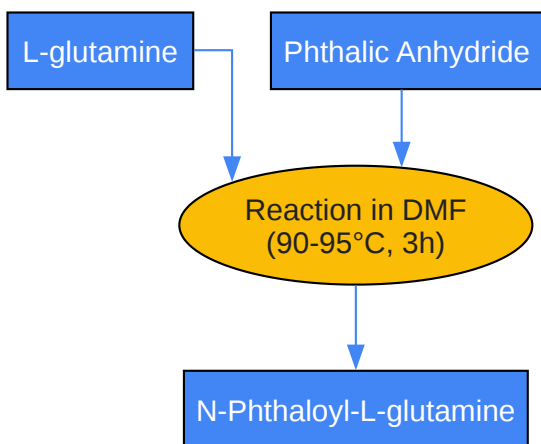 L-glutamine
Phthalic Anhydride
Reaction in DMF
(90-95°C, 3h)
N-Phthaloyl-L-glutamine